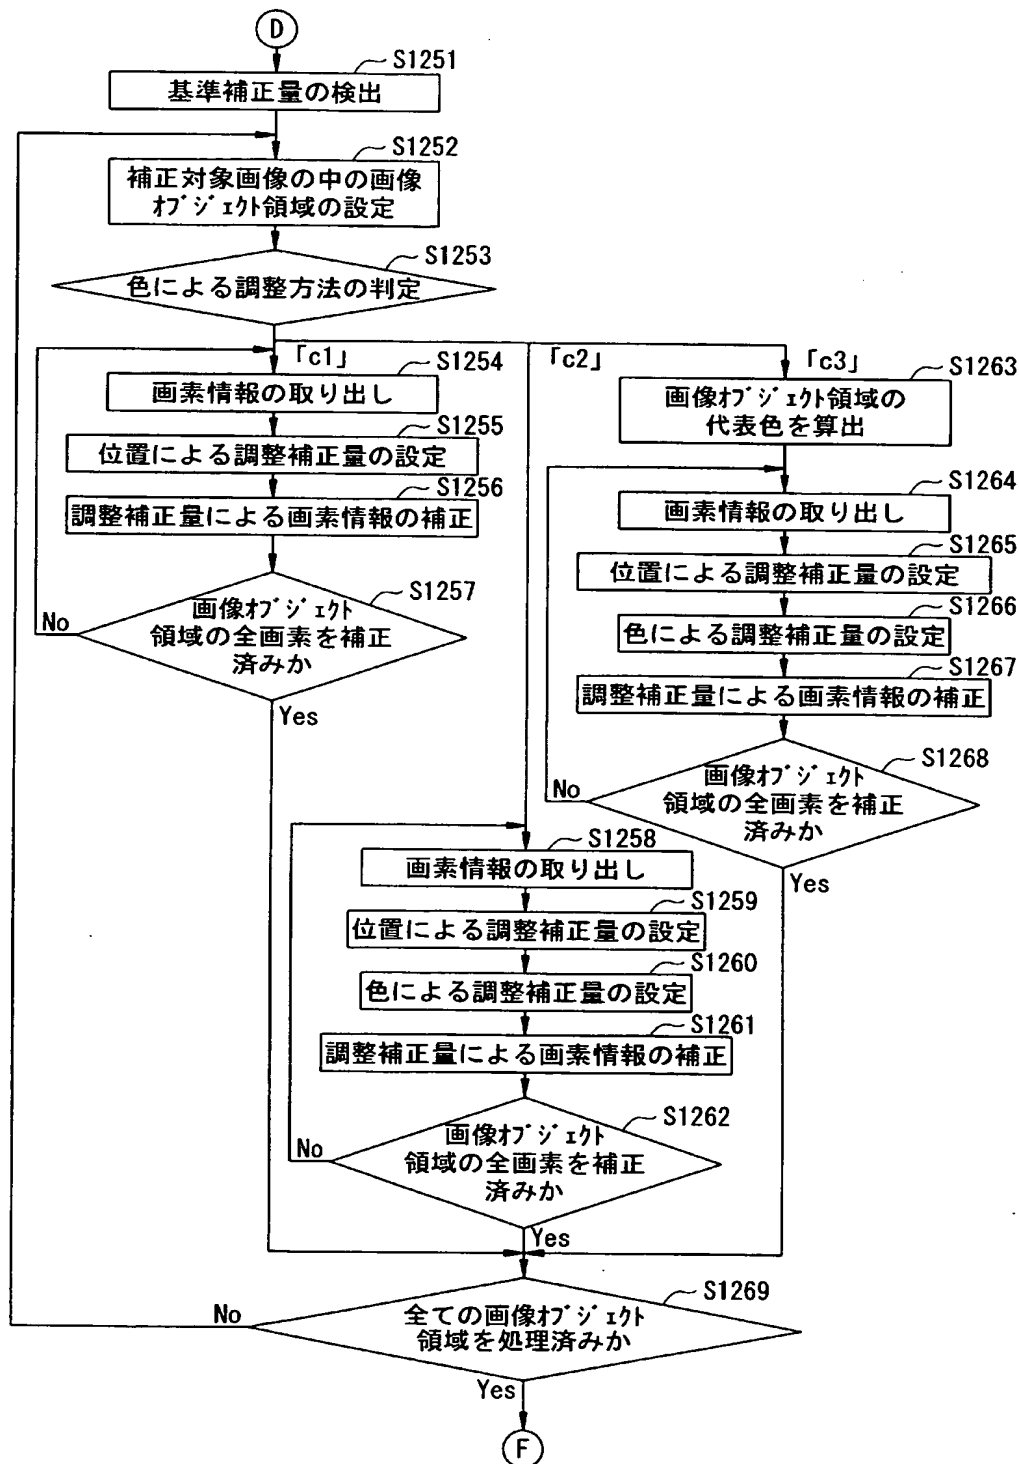 D
S1251
基準補正量の検出
S1252
補正対象画像の中の画像
ｵﾌﾞｼﾞｪｸﾄ領域の設定
S1253
色による調整方法の判定
「c1」
S1254
画素情報の取り出し
S1255
位置による調整補正量の設定
S1256
調整補正量による画素情報の補正
S1257
画像ｵﾌﾞｼﾞｪｸﾄ
領域の全画素を補正
済みか
No
Yes
「c2」
S1258
画素情報の取り出し
S1259
位置による調整補正量の設定
S1260
色による調整補正量の設定
S1261
調整補正量による画素情報の補正
S1262
画像ｵﾌﾞｼﾞｪｸﾄ
領域の全画素を補正
済みか
No
Yes
「c3」
S1263
画像ｵﾌﾞｼﾞｪｸﾄ領域の
代表色を算出
S1264
画素情報の取り出し
S1265
位置による調整補正量の設定
S1266
色による調整補正量の設定
S1267
調整補正量による画素情報の補正
S1268
画像ｵﾌﾞｼﾞｪｸﾄ
領域の全画素を補正
済みか
No
Yes
S1269
全ての画像ｵﾌﾞｼﾞｪｸﾄ
領域を処理済みか
No
Yes
F